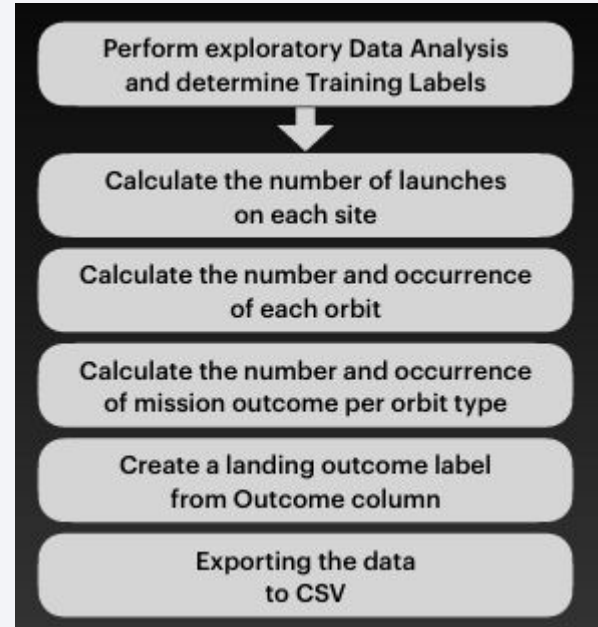 Perform exploratory Data Analysis
and determine Training Labels
Calculate the number of launches
on each site
Calculate the number and occurrence
of each orbit
Calculate the number and occurrence
of mission outcome per orbit type
Create a landing outcome label
from Outcome column
Exporting the data
to CSV